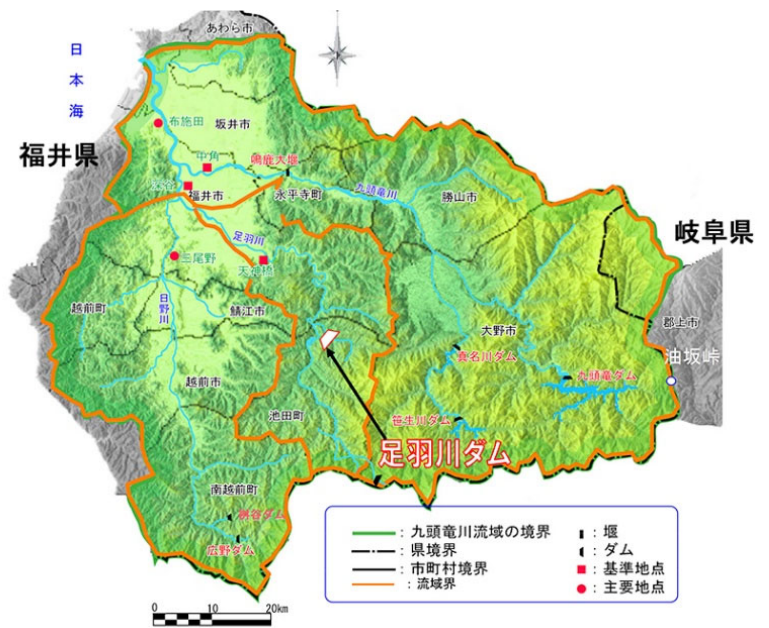 あわら市
日本海
布施田
坂井市
福井県
中角
鳴鹿大堰
九頭竜川
勝山市
福井市
永平寺町
足羽川
岐阜県
三尾野
天神橋
越前町
日野川
鯖江市
大野市
郡上市
油坂峠
真名川ダム
九頭竜ダム
越前市
池田町
笹生川ダム
足羽川ダム
南越前町
桝谷ダム
広野ダム
：九頭竜川流域の境界
：堰
：県境界
：ダム
：市町村境界
：基準地点
：流域界
：主要地点
0 10 20km